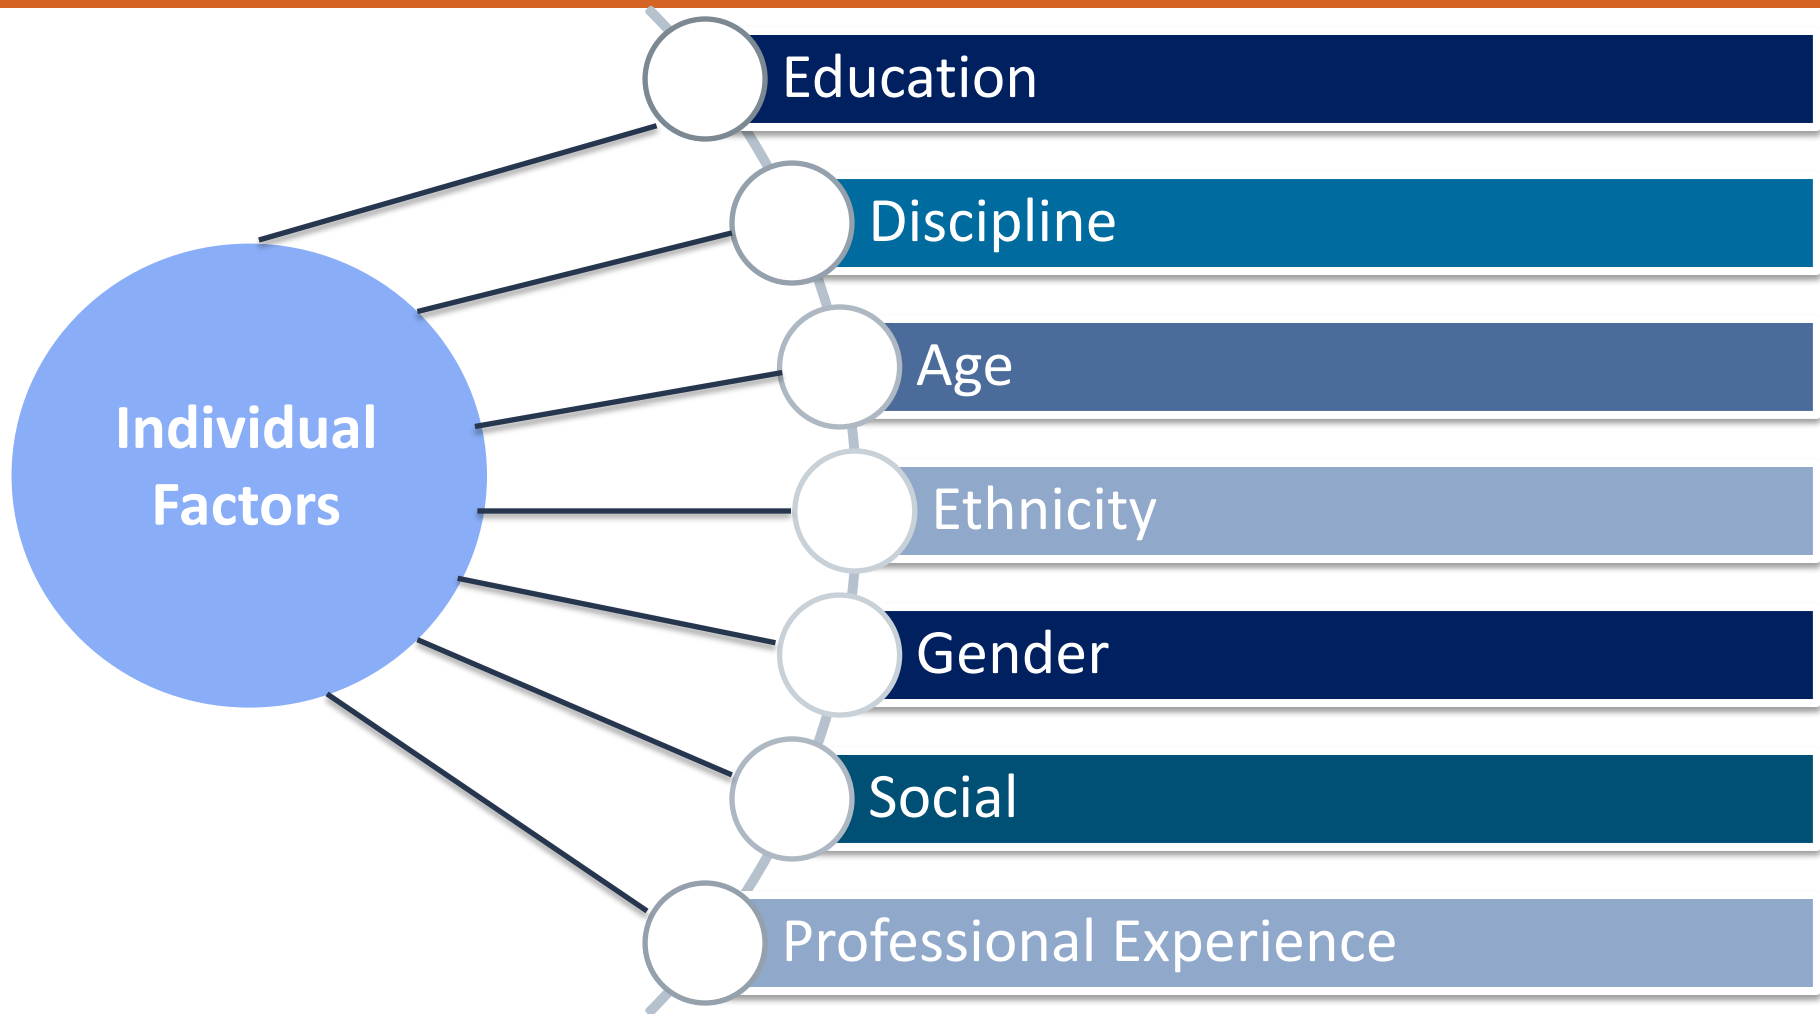 Individual
Factors
Education
Discipline
Age
Ethnicity
Gender
Social
Professional Experience